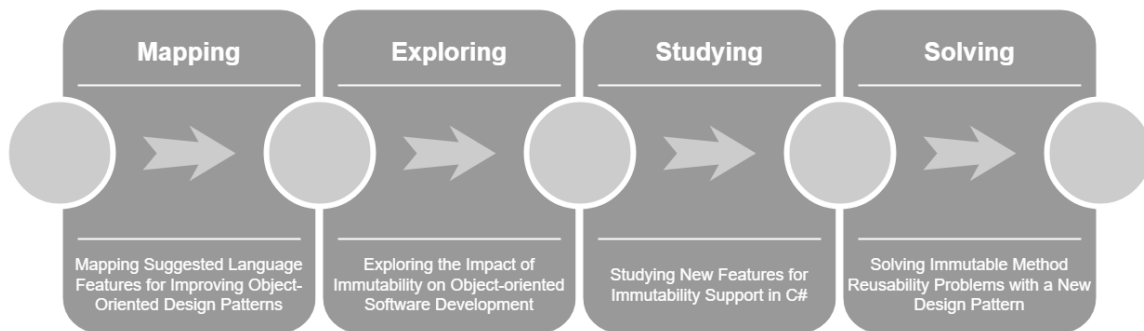 Mapping
Exploring
Studying
Solving
Mapping Suggested Language
Features for Improving Object-
Oriented Design Patterns
Exploring the Impact of
Immutability on Object-oriented
Software Development
Studying New Features for
Immutability Support in C#
Solving Immutable Method
Reusability Problems with a New
Design Pattern